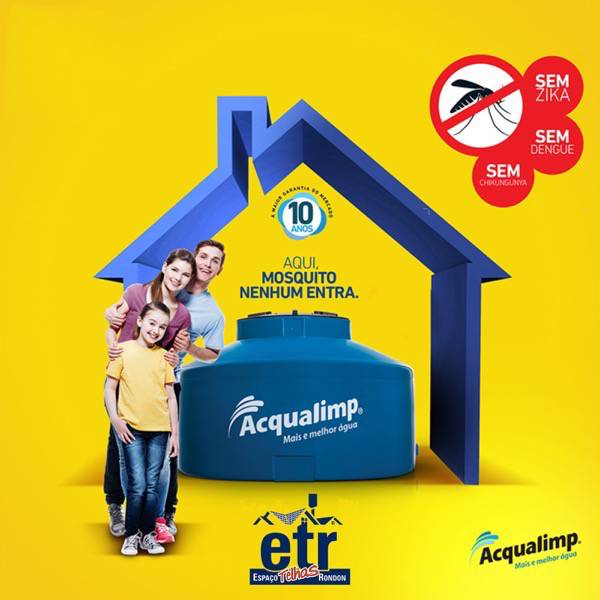 SEM
ZIKA
SEM
DENGUE
SEM
CHIKUNGUNYA
A MAIOR GARANTIA DO MERCADO
10
ANOS
AQUI,
MOSQUITO
NENHUM ENTRA.
Acqualimp®
Mais e melhor água
etr
ESPAÇO Telhas RONDON
Acqualimp®
Mais e melhor água